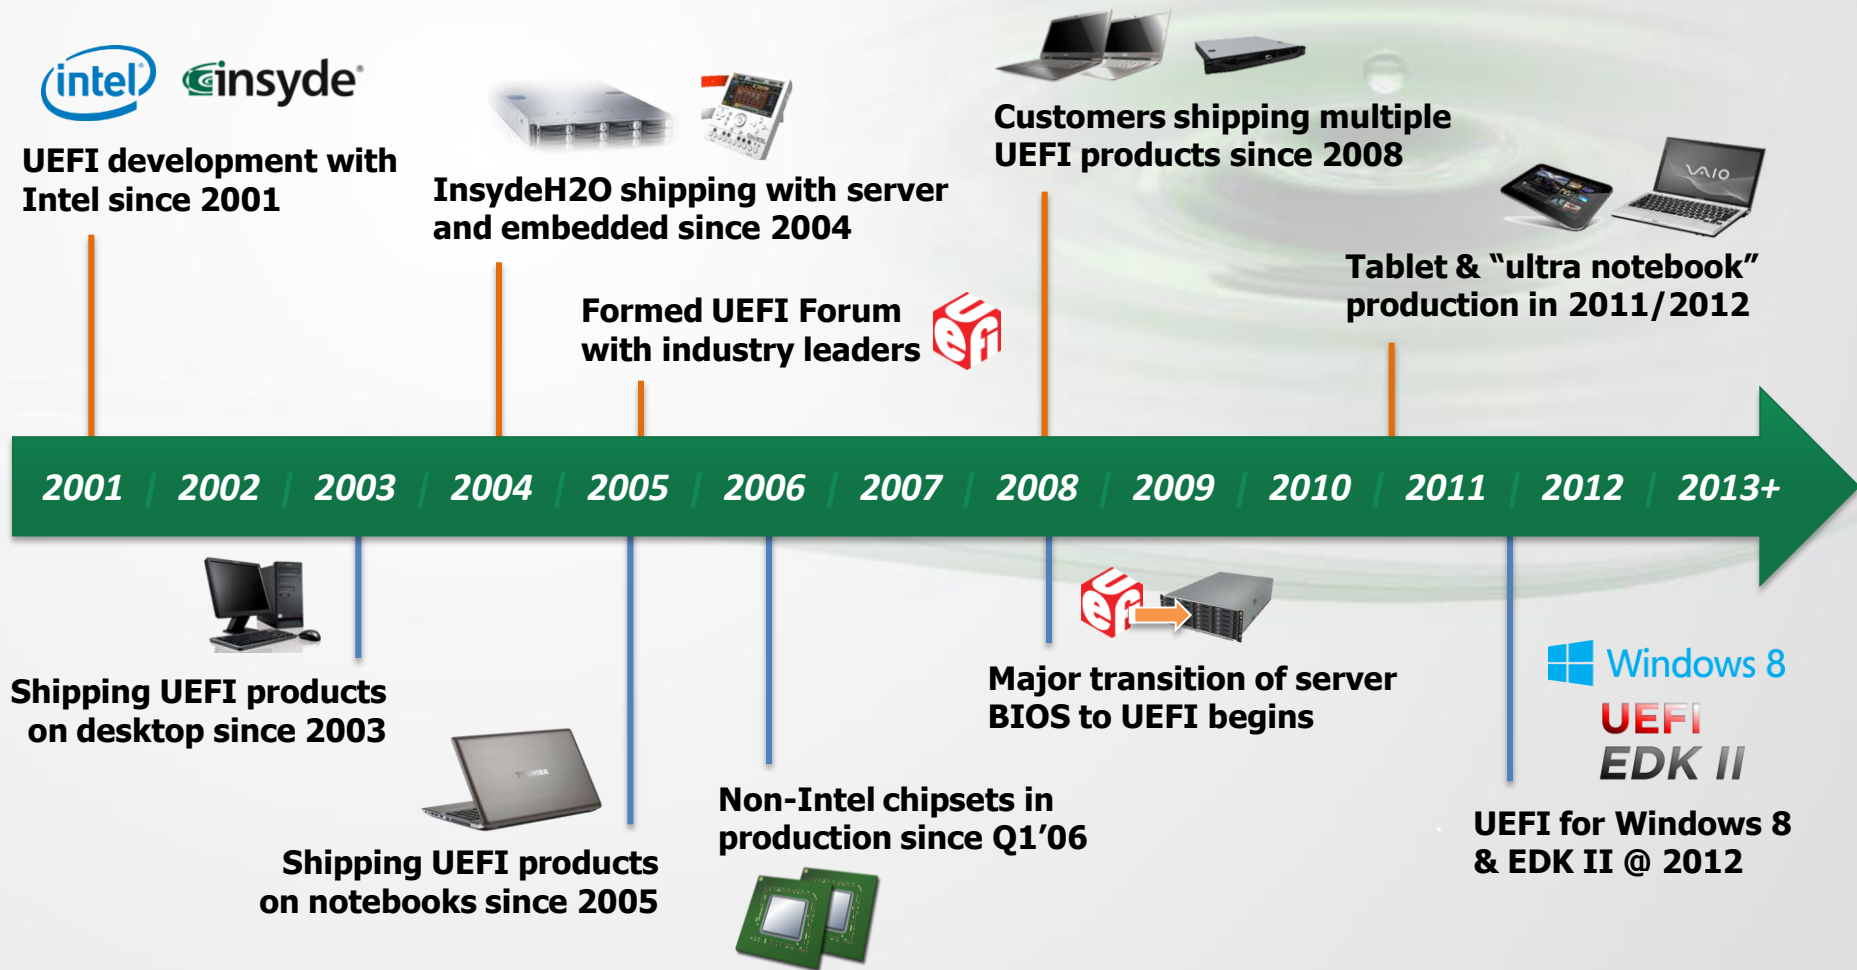 intel
insyde®
UEFI development with
Intel since 2001
InsydeH2O shipping with server
and embedded since 2004
Formed UEFI Forum
with industry leaders
UEFI
Customers shipping multiple
UEFI products since 2008
VAIO
Tablet & “ultra notebook”
production in 2011/2012
2001 / 2002 / 2003 / 2004 / 2005 / 2006 / 2007 / 2008 / 2009 / 2010 / 2011 / 2012 / 2013+
Shipping UEFI products
on desktop since 2003
TOSHIBA
Shipping UEFI products
on notebooks since 2005
Non-Intel chipsets in
production since Q1’06
UEFI
Major transition of server
BIOS to UEFI begins
Windows 8
UEFI
EDK II
UEFI for Windows 8
& EDK II @ 2012